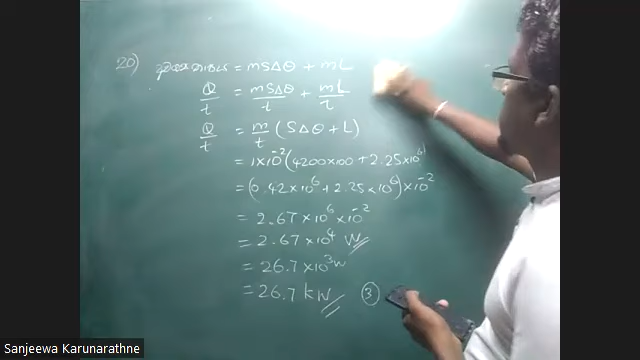 20) = msΔθ + mL
Q/t = msΔθ/t + mL/t
Q/t = m/t (SΔθ + L)
= 1×10⁻² (4200×100 + 2.25×10⁶)
= (0.42×10⁶ + 2.25×10⁶)×10⁻²
= 2.67×10⁶×10⁻²
= 2.67×10⁴ W
= 26.7×10³ W
= 26.7 kW ③
Sanjeewa Karunarathne